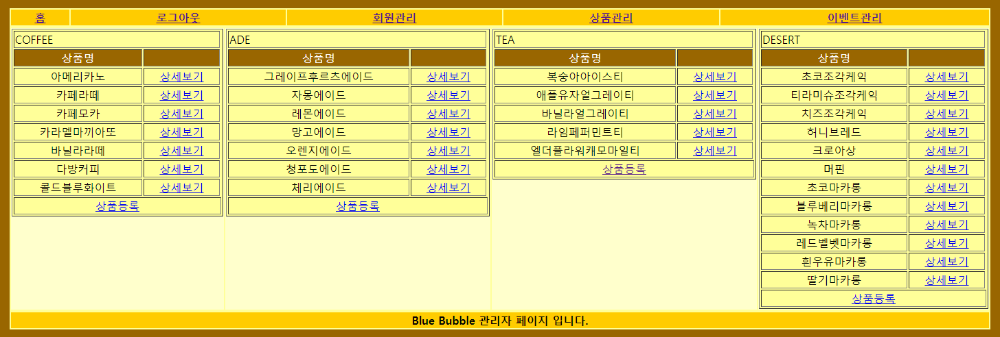 홈 로그아웃 회원관리 상품관리 이벤트관리
COFFEE
상품명
아메리카노 상세보기
카페라떼 상세보기
카페모카 상세보기
카라멜마끼아또 상세보기
바닐라라떼 상세보기
다방커피 상세보기
콜드블루화이트 상세보기
상품등록
ADE
상품명
그레이프후르츠에이드 상세보기
자몽에이드 상세보기
레몬에이드 상세보기
망고에이드 상세보기
오렌지에이드 상세보기
청포도에이드 상세보기
체리에이드 상세보기
상품등록
TEA
상품명
복숭아아이스티 상세보기
애플유자얼그레이티 상세보기
바닐라얼그레이티 상세보기
라임페퍼민트티 상세보기
엘더플라워캐모마일티 상세보기
상품등록
DESERT
상품명
초코조각케익 상세보기
티라미슈조각케익 상세보기
치즈조각케익 상세보기
허니브레드 상세보기
크로아상 상세보기
머핀 상세보기
초코마카롱 상세보기
블루베리마카롱 상세보기
녹차마카롱 상세보기
레드벨벳마카롱 상세보기
흰우유마카롱 상세보기
딸기마카롱 상세보기
상품등록
Blue Bubble 관리자 페이지 입니다.